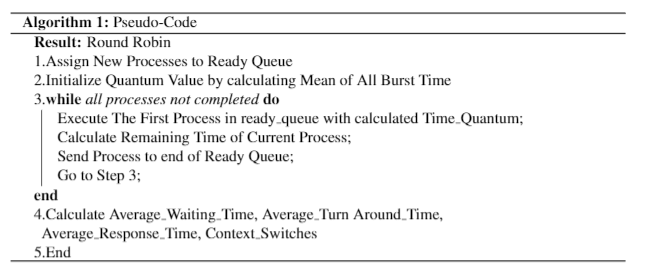 Algorithm 1: Pseudo-Code
Result: Round Robin
1.Assign New Processes to Ready Queue
2.Initialize Quantum Value by calculating Mean of All Burst Time
3.while all processes not completed do
Execute The First Process in ready_queue with calculated Time_Quantum;
Calculate Remaining Time of Current Process;
Send Process to end of Ready Queue;
Go to Step 3;
end
4.Calculate Average_Waiting_Time, Average_Turn Around_Time,
Average_Response_Time, Context_Switches
5.End